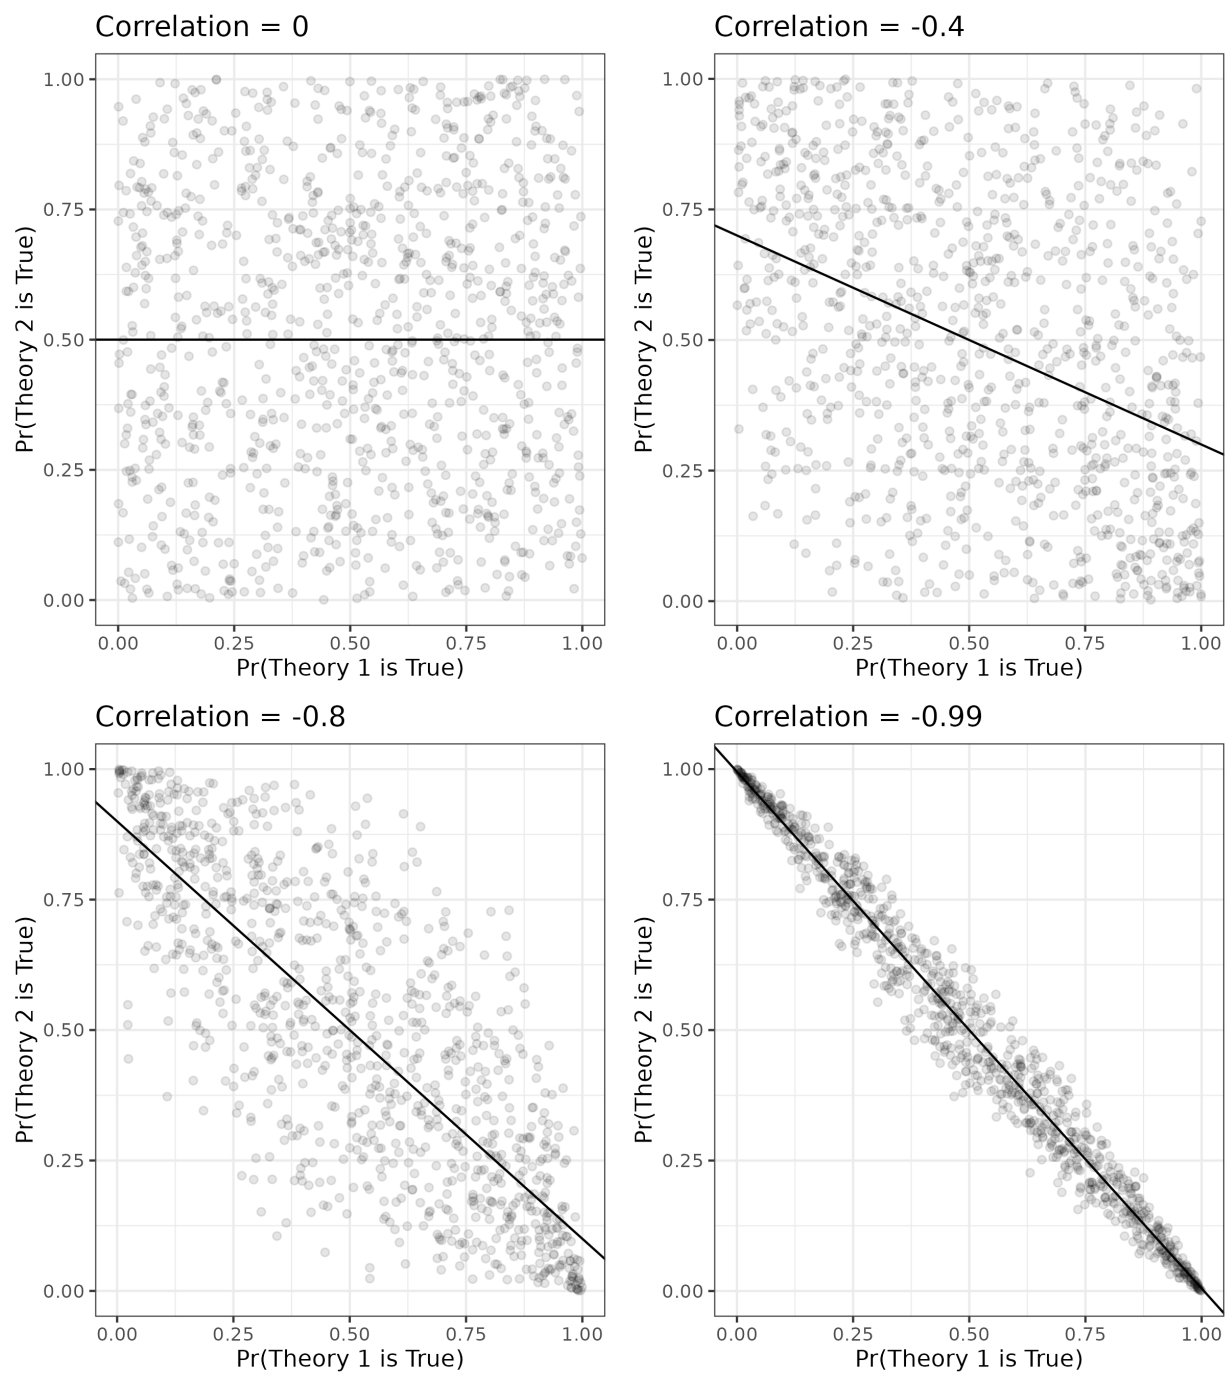 Correlation = 0
Pr(Theory 2 is True)
1.00
0.75
0.50
0.25
0.00
0.00 0.25 0.50 0.75 1.00
Pr(Theory 1 is True)
Correlation = -0.4
Pr(Theory 2 is True)
1.00
0.75
0.50
0.25
0.00
0.00 0.25 0.50 0.75 1.00
Pr(Theory 1 is True)
Correlation = -0.8
Pr(Theory 2 is True)
1.00
0.75
0.50
0.25
0.00
0.00 0.25 0.50 0.75 1.00
Pr(Theory 1 is True)
Correlation = -0.99
Pr(Theory 2 is True)
1.00
0.75
0.50
0.25
0.00
0.00 0.25 0.50 0.75 1.00
Pr(Theory 1 is True)